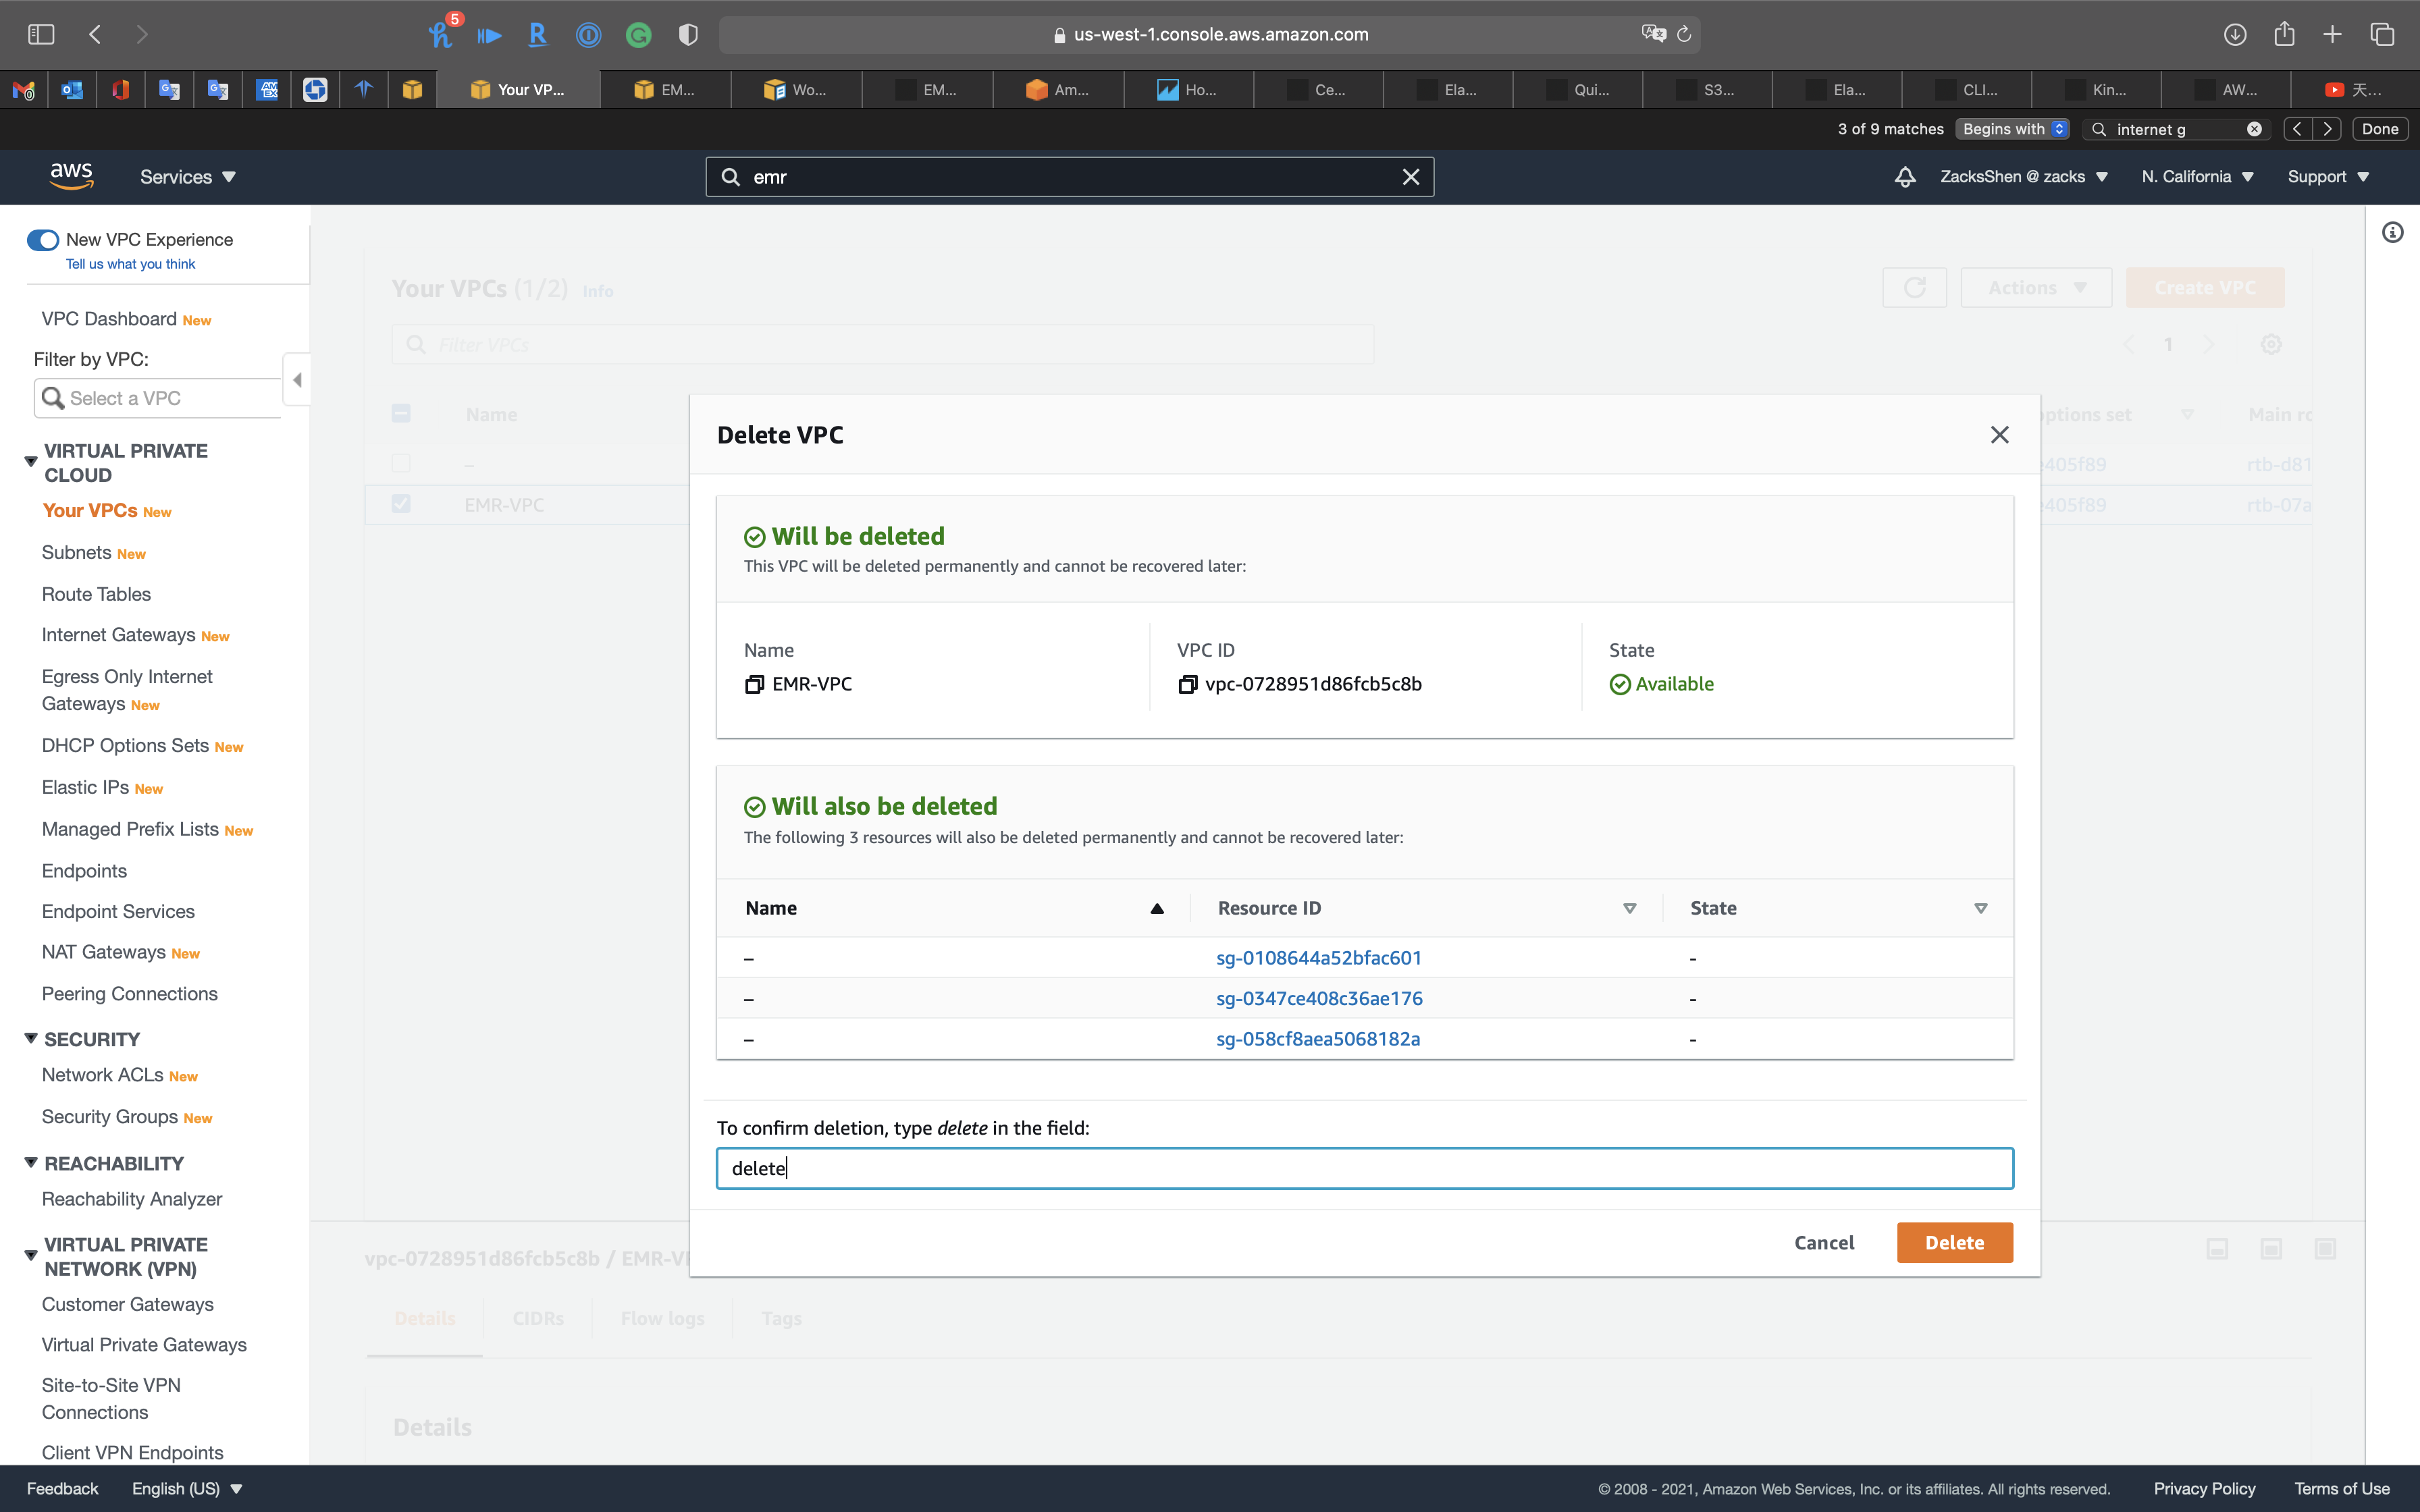 5
us-west-1.console.aws.amazon.com
Your VP...
EM...
Wo...
EM...
Am...
Ho...
Ce...
Ela...
Qui...
S3...
Ela...
CLI...
Kin...
AW...
天...
3 of 9 matches
Begins with
internet g
Done
aws
Services
emr
ZacksShen @ zacks
N. California
Support
New VPC Experience
Tell us what you think
VPC Dashboard New
Filter by VPC:
Select a VPC
VIRTUAL PRIVATE
CLOUD
Your VPCs New
Subnets New
Route Tables
Internet Gateways New
Egress Only Internet
Gateways New
DHCP Options Sets New
Elastic IPs New
Managed Prefix Lists New
Endpoints
Endpoint Services
NAT Gateways New
Peering Connections
SECURITY
Network ACLs New
Security Groups New
REACHABILITY
Reachability Analyzer
VIRTUAL PRIVATE
NETWORK (VPN)
Customer Gateways
Virtual Private Gateways
Site-to-Site VPN
Connections
Client VPN Endpoints
Your VPCs (1/2) Info
Actions
Create VPC
Filter VPCs
1
Name
ptions set
Main ro
–
405f89
rtb-d81
EMR-VPC
405f89
rtb-07a
Delete VPC
Will be deleted
This VPC will be deleted permanently and cannot be recovered later:
Name
VPC ID
State
EMR-VPC
vpc-0728951d86fcb5c8b
Available
Will also be deleted
The following 3 resources will also be deleted permanently and cannot be recovered later:
Name
Resource ID
State
–
sg-0108644a52bfac601
-
–
sg-0347ce408c36ae176
-
–
sg-058cf8aea5068182a
-
To confirm deletion, type delete in the field:
delete
Cancel
Delete
vpc-0728951d86fcb5c8b / EMR-VP
Details
CIDRs
Flow logs
Tags
Details
Feedback
English (US)
© 2008 - 2021, Amazon Web Services, Inc. or its affiliates. All rights reserved.
Privacy Policy
Terms of Use